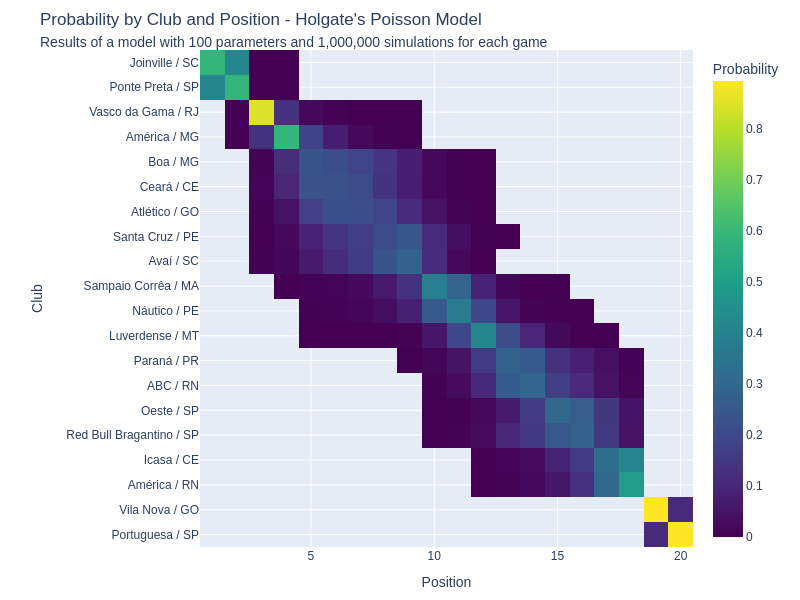 Probability by Club and Position - Holgate's Poisson Model
Results of a model with 100 parameters and 1,000,000 simulations for each game
Probability
Joinville / SC
Ponte Preta / SP
Vasco da Gama / RJ
América / MG
Boa / MG
Ceará / CE
Atlético / GO
Santa Cruz / PE
Avaí / SC
Sampaio Corrêa / MA
Náutico / PE
Luverdense / MT
Paraná / PR
ABC / RN
Oeste / SP
Red Bull Bragantino / SP
Icasa / CE
América / RN
Vila Nova / GO
Portuguesa / SP
Club
5
10
15
20
Position
0.8
0.7
0.6
0.5
0.4
0.3
0.2
0.1
0